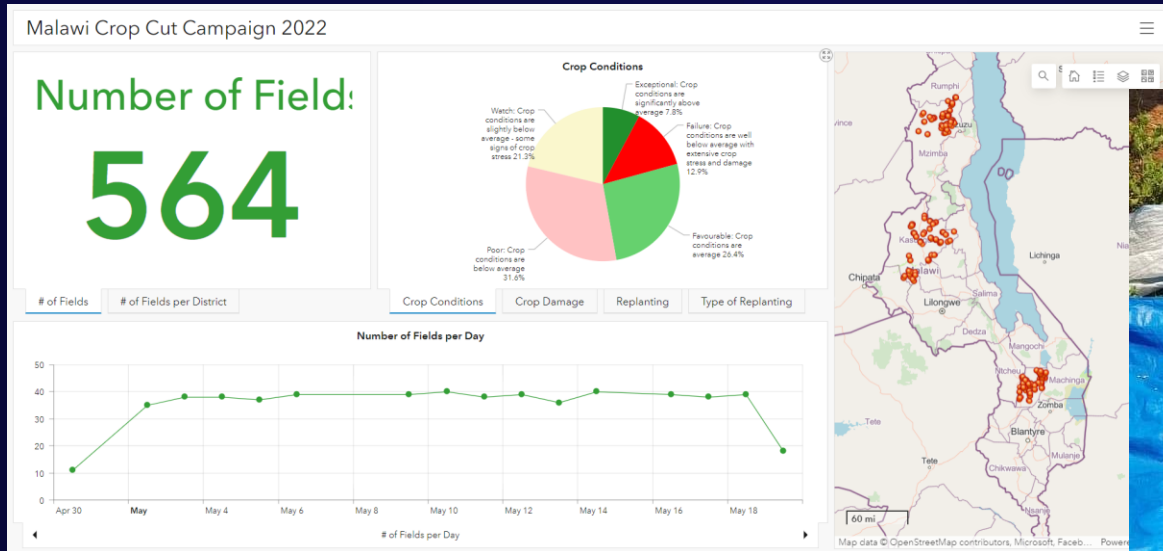 Malawi Crop Cut Campaign 2022
Number of Field
564
# of Fields
# of Fields per District
Crop Conditions
Exceptional: Crop
conditions are
significantly above
average 7.8%
Failure: Crop
conditions are well
below average with
extensive crop
stress and damage
12.9%
Favourable: Crop
conditions are
average 26.4%
Poor: Crop
conditions are
below average
31.6%
Watch: Crop
conditions are
slightly below
average - some
signs of crop
stress 21.3%
Crop Conditions
Crop Damage
Replanting
Type of Replanting
Number of Fields per Day
50
40
30
20
10
0
Apr 30
May
May 4
May 6
May 8
May 10
May 12
May 14
May 16
May 18
# of Fields per Day
Rumphi
Mzimba
Lichinga
Chipata
Lilongwe
Salima
Dedza
Mangochi
Ntcheu
Machinga
Zomba
Blantyre
Tete
Tete
Mulanje
Chikwawa
Nsanje
60 mi
Map data © OpenStreetMap contributors, Microsoft, Faceb...